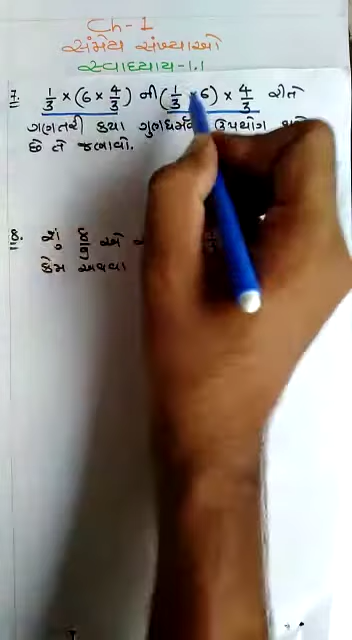 Ch-1
સંમેય સંખ્યાઓ
સ્વાધ્યાય-1.1
7. 1/3 × (6 × 4/3) ની (1/3 × 6) × 4/3 રીતે
ગણતરી કયા ગુણધર્મનો ઉપયોગ
છે તે જણાવો.
8. શું એ
કેમ અથવા